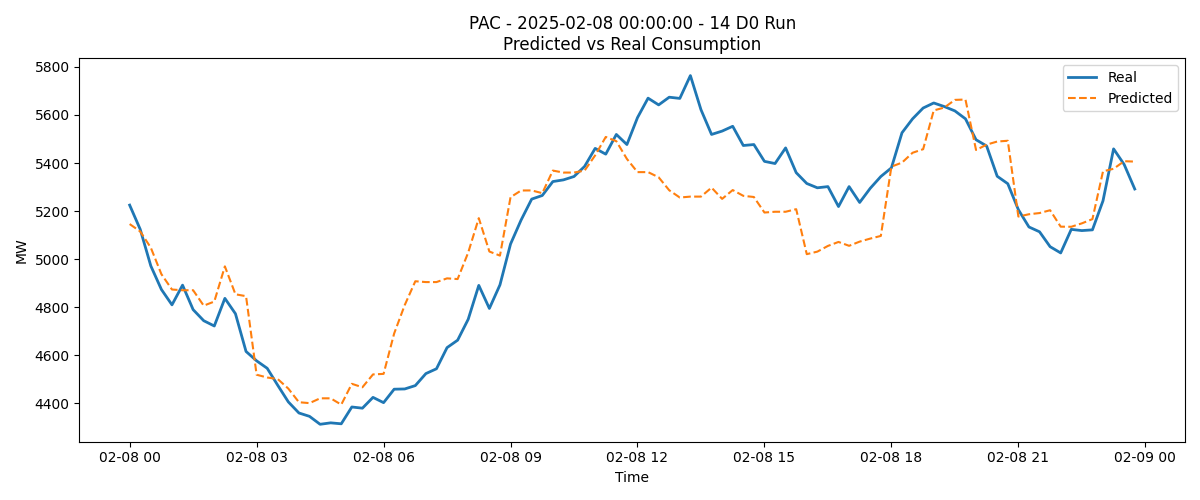 PAC - 2025-02-08 00:00:00 - 14 D0 Run
Predicted vs Real Consumption
Real
Predicted
MW
5800
5600
5400
5200
5000
4800
4600
4400
02-08 00
02-08 03
02-08 06
02-08 09
02-08 12
02-08 15
02-08 18
02-08 21
02-09 00
Time